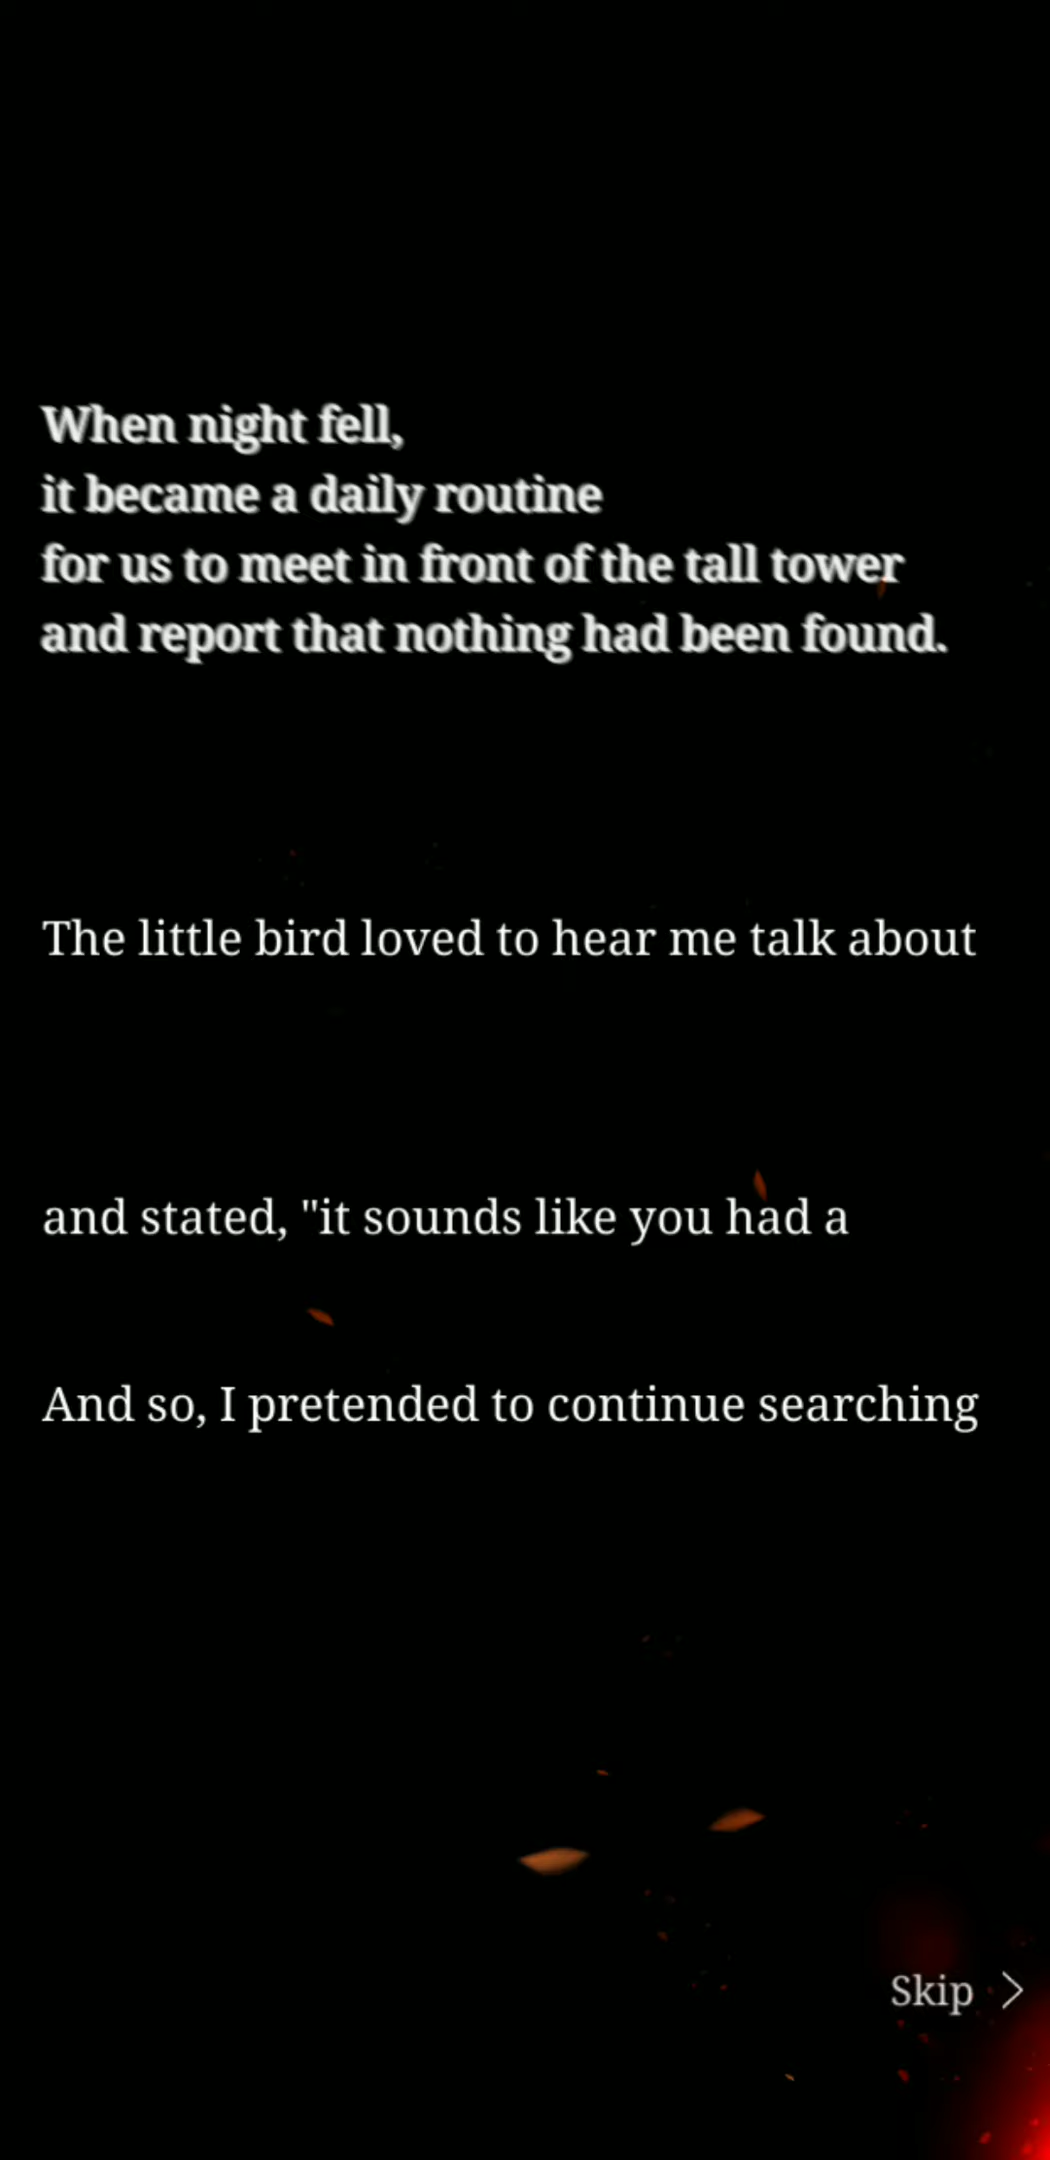 When night fell,
it became a daily routine
for us to meet in front of the tall tower
and report that nothing had been found.
The little bird loved to hear me talk about
and stated, "it sounds like you had a
And so, I pretended to continue searching
Skip >